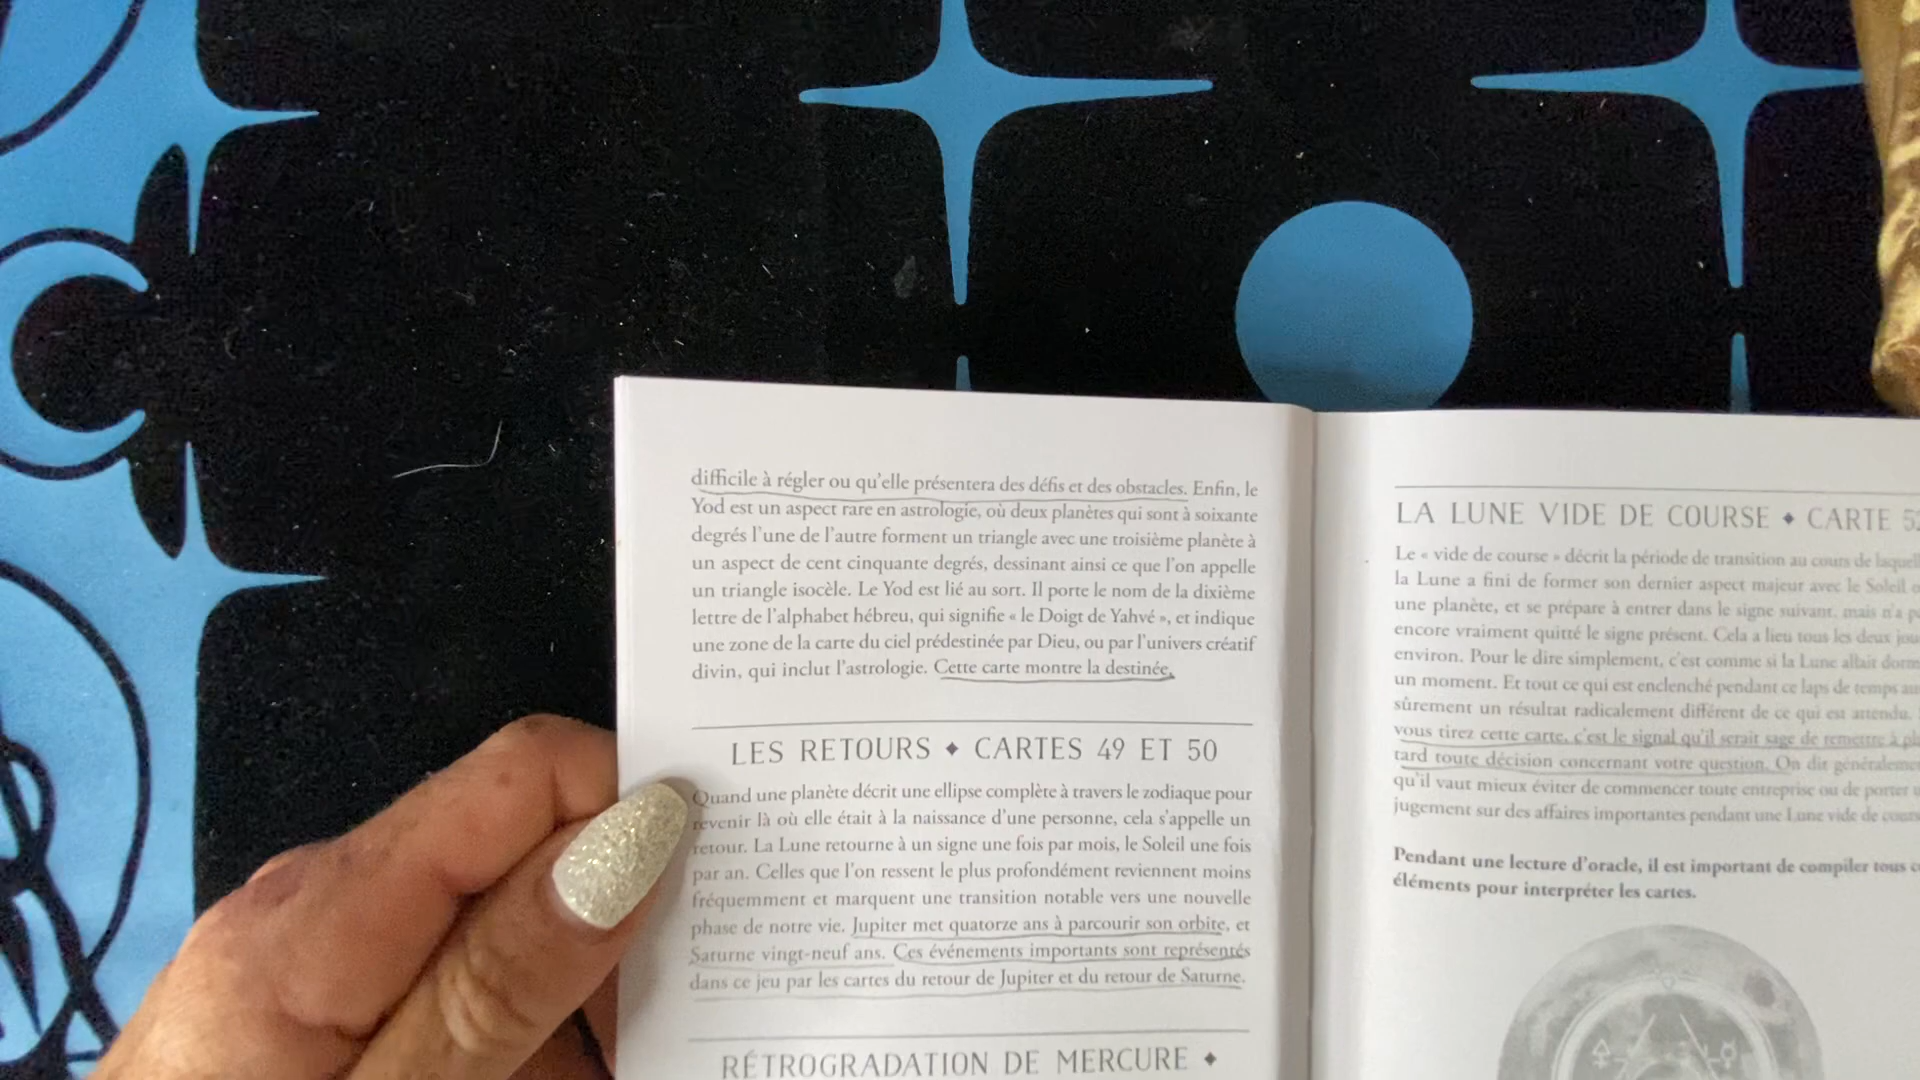 difficile à régler ou qu'elle présentera des défis et des obstacles. Enfin, le
Yod est un aspect rare en astrologie, où deux planètes qui sont à soixante
degrés l'une de l'autre forment un triangle avec une troisième planète à
un aspect de cent cinquante degrés, dessinant ainsi ce que l'on appelle
un triangle isocèle. Le Yod est lié au sort. Il porte le nom de la dixième
lettre de l'alphabet hébreu, qui signifie « le Doigt de Yahvé », et indique
une zone de la carte du ciel prédestinée par Dieu, ou par l'univers créatif
divin, qui inclut l'astrologie. Cette carte montre la destinée.
LES RETOURS ◆ CARTES 49 ET 50
Quand une planète décrit une ellipse complète à travers le zodiaque pour
revenir là où elle était à la naissance d'une personne, cela s'appelle un
retour. La Lune retourne à un signe une fois par mois, le Soleil une fois
par an. Celles que l'on ressent le plus profondément reviennent moins
fréquemment et marquent une transition notable vers une nouvelle
phase de notre vie. Jupiter met quatorze ans à parcourir son orbite, et
Saturne vingt-neuf ans. Ces événements importants sont représentés
dans ce jeu par les cartes du retour de Jupiter et du retour de Saturne.
RÉTROGRADATION DE MERCURE ◆
LA LUNE VIDE DE COURSE ◆ CARTE
Le « vide de course » décrit la période de transition au cours de
la Lune a fini de former son dernier aspect majeur avec le Soleil
une planète, et se prépare à entrer dans le signe suivant, mais n'a
encore vraiment quitté le signe présent. Cela a lieu tous les deux
environ. Pour le dire simplement, c'est comme si la Lune allait
un moment. Et tout ce qui est enclenché pendant ce laps de temps
sûrement un résultat radicalement différent de ce qui est attendu.
vous tirez cette carte, c'est le signal qu'il serait sage de remettre à
tard toute décision concernant votre question. On dit
qu'il vaut mieux éviter de commencer toute entreprise ou de porter
jugement sur des affaires importantes pendant une Lune vide de
Pendant une lecture d'oracle, il est important de compiler tous
éléments pour interpréter les cartes.